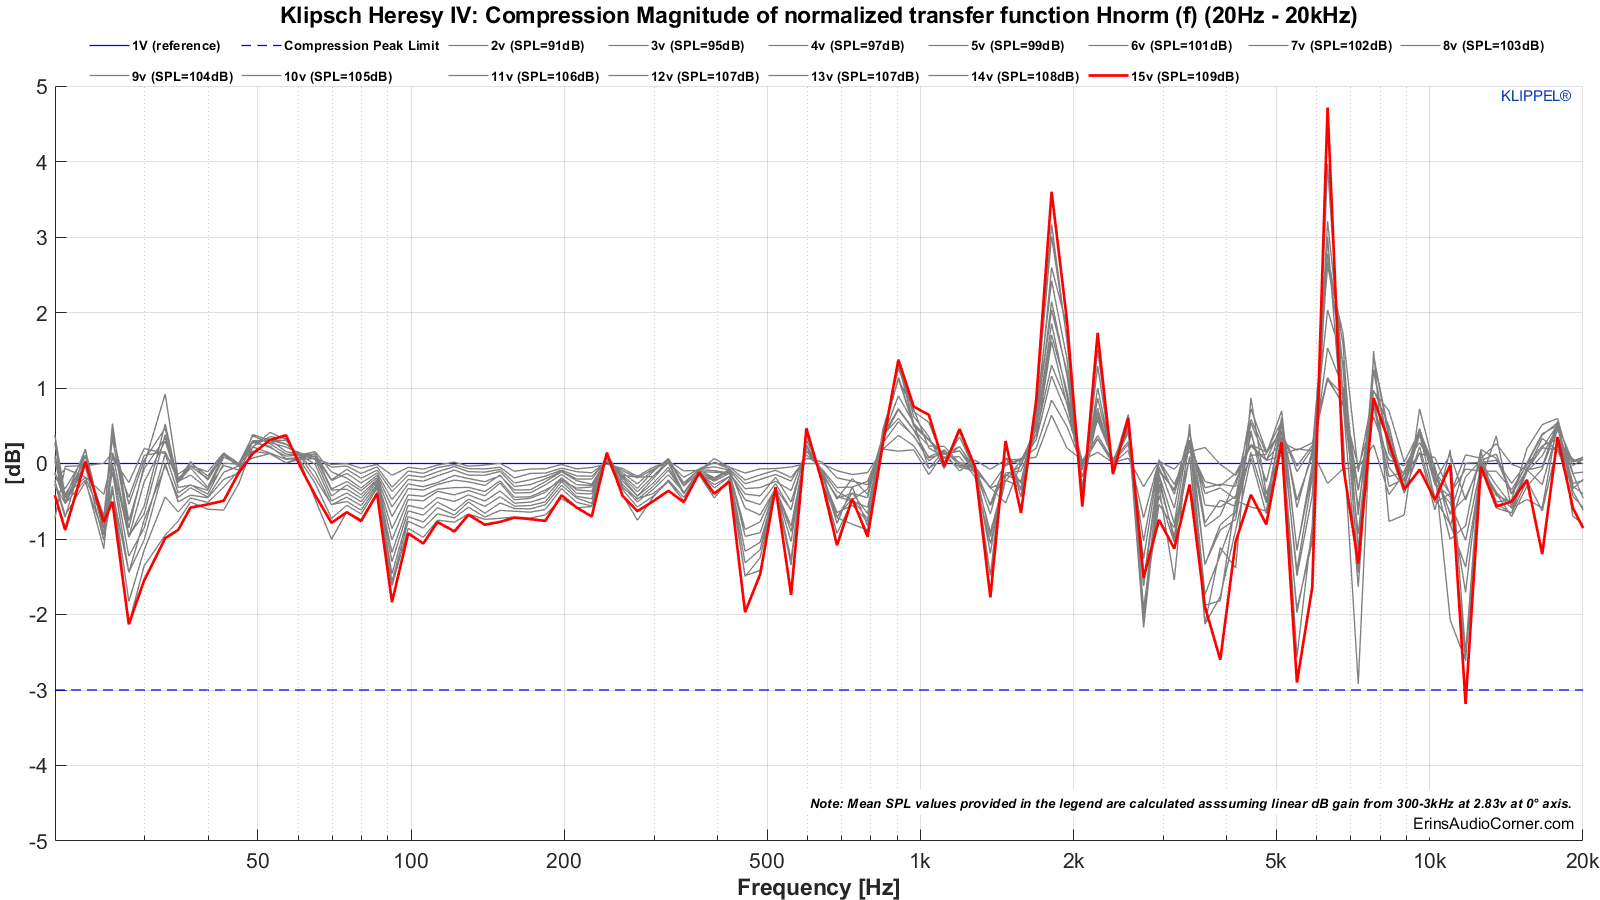 Klipsch Heresy IV: Compression Magnitude of normalized transfer function Hnorm (f) (20Hz - 20kHz)
1V (reference) Compression Peak Limit 2v (SPL=91dB) 3v (SPL=95dB) 4v (SPL=97dB) 5v (SPL=99dB) 6v (SPL=101dB) 7v (SPL=102dB) 8v (SPL=103dB)
9v (SPL=104dB) 10v (SPL=105dB) 11v (SPL=106dB) 12v (SPL=107dB) 13v (SPL=107dB) 14v (SPL=108dB) 15v (SPL=109dB)
KLIPPEL®
5
4
3
2
1
0
-1
-2
-3
-4
-5
[dB]
Note: Mean SPL values provided in the legend are calculated asssuming linear dB gain from 300-3kHz at 2.83v at 0° axis.
ErinsAudioCorner.com
50 100 200 500 1k 2k 5k 10k 20k
Frequency [Hz]